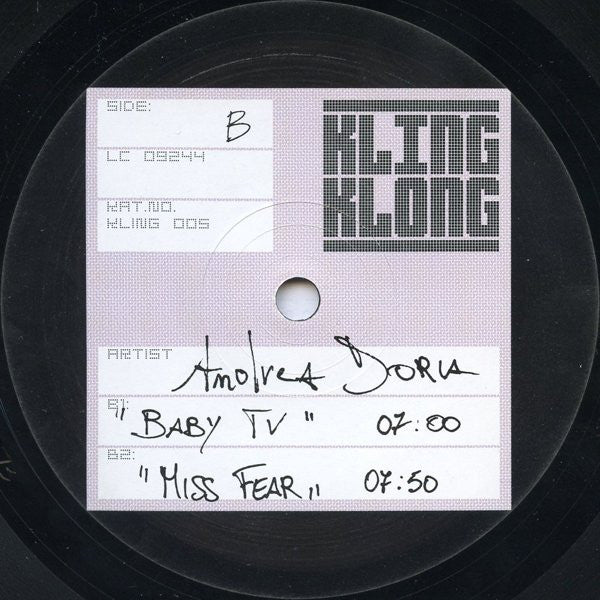 SIDE:
B
LC 09244
KAT.NO.
KLING 005
KLING
KLONG
ARTIST
Andrea Doria
B1:
"BABY TV" 07:00
B2:
"MISS FEAR" 07:50